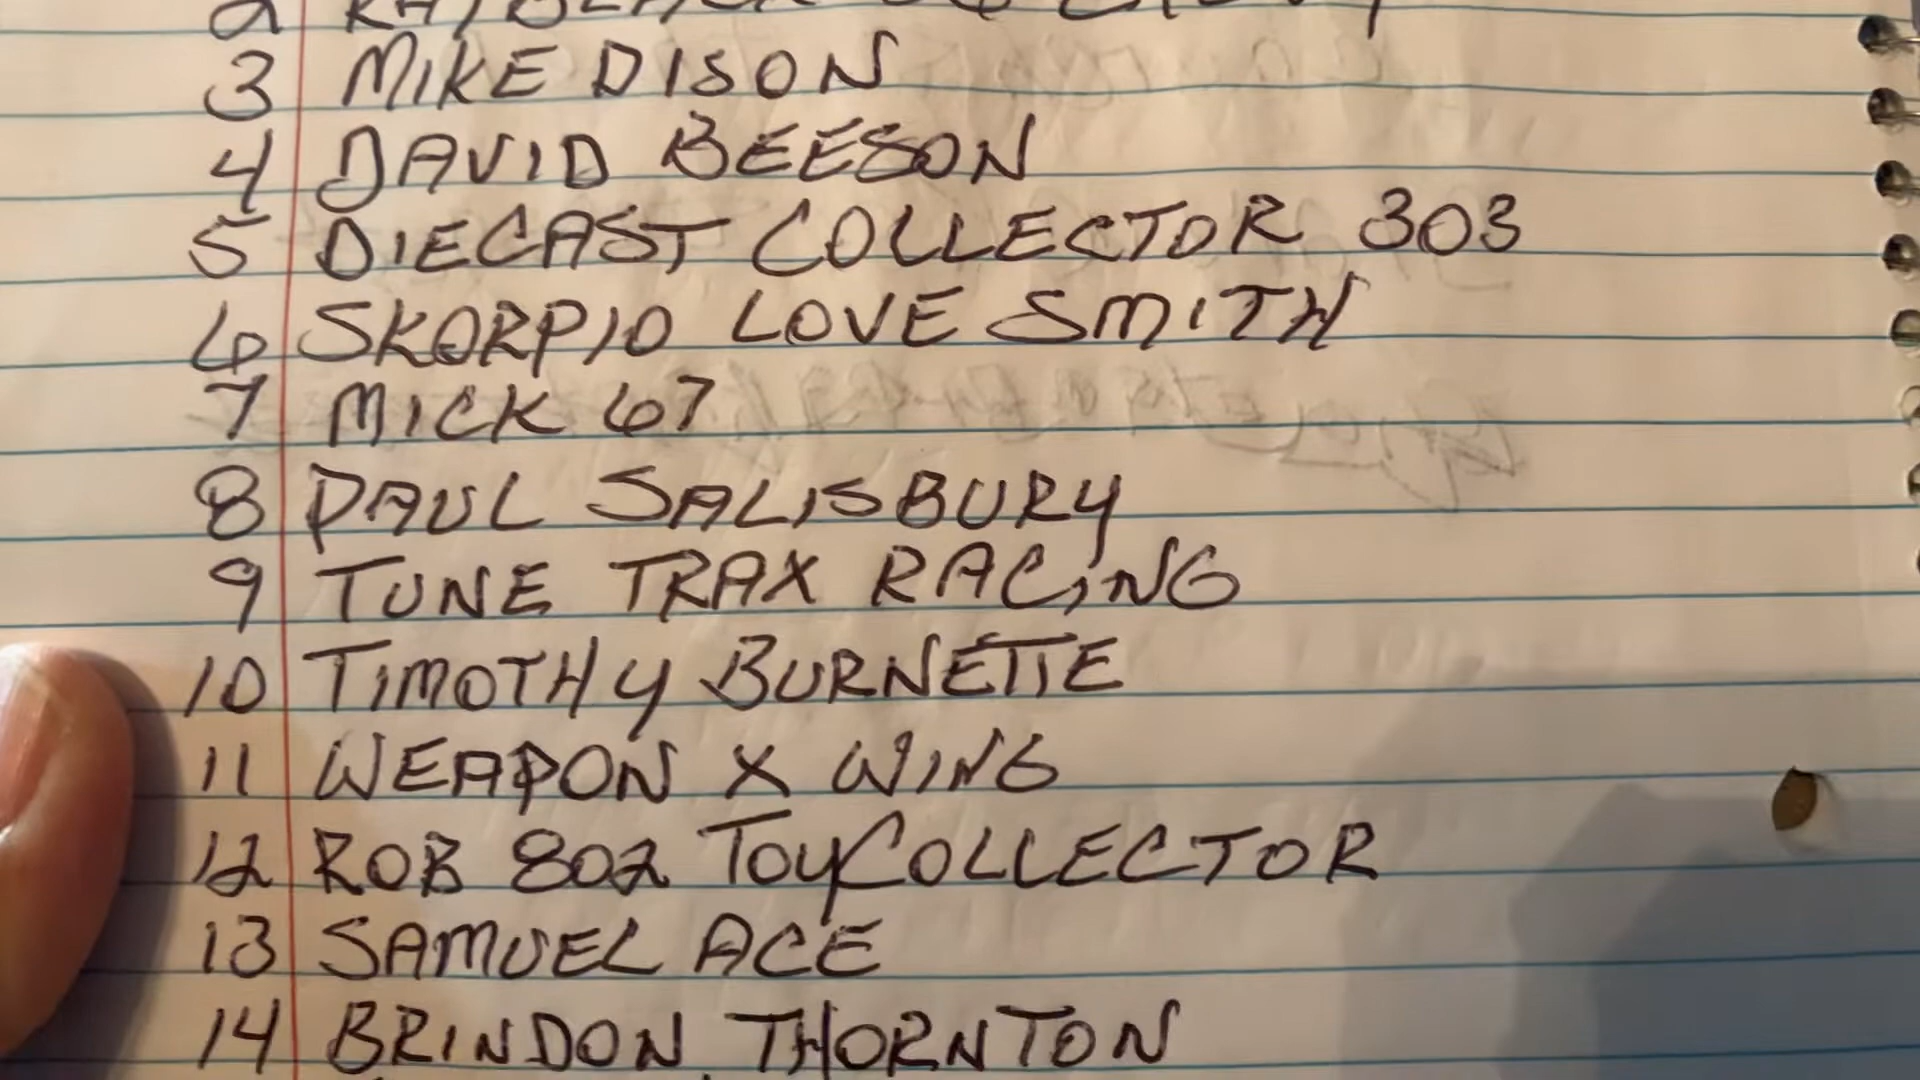 3 MIKE DISON
4 DAVID BEESON
5 DIECAST COLLECTOR 303
6 SKORPIO LOVE SMITH
7 MICK 67
8 PAUL SALISBURY
9 TUNE TRAX RACING
10 TIMOTHY BURNETTE
11 WEAPON X WING
12 ROB 802 TOYCOLLECTOR
13 SAMUEL ACE
14 BRINDON THORNTON